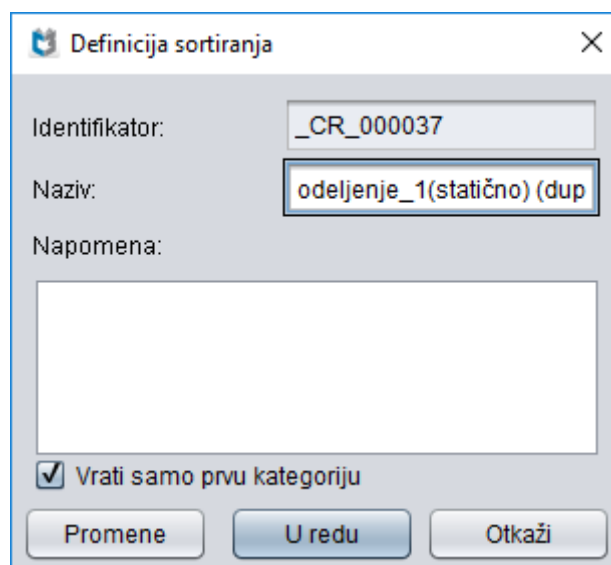 Definicija sortiranja
Identifikator: _CR_000037
Naziv: odeljenje_1(statično) (dup
Napomena:
Vrati samo prvu kategoriju
Promene U redu Otkaži